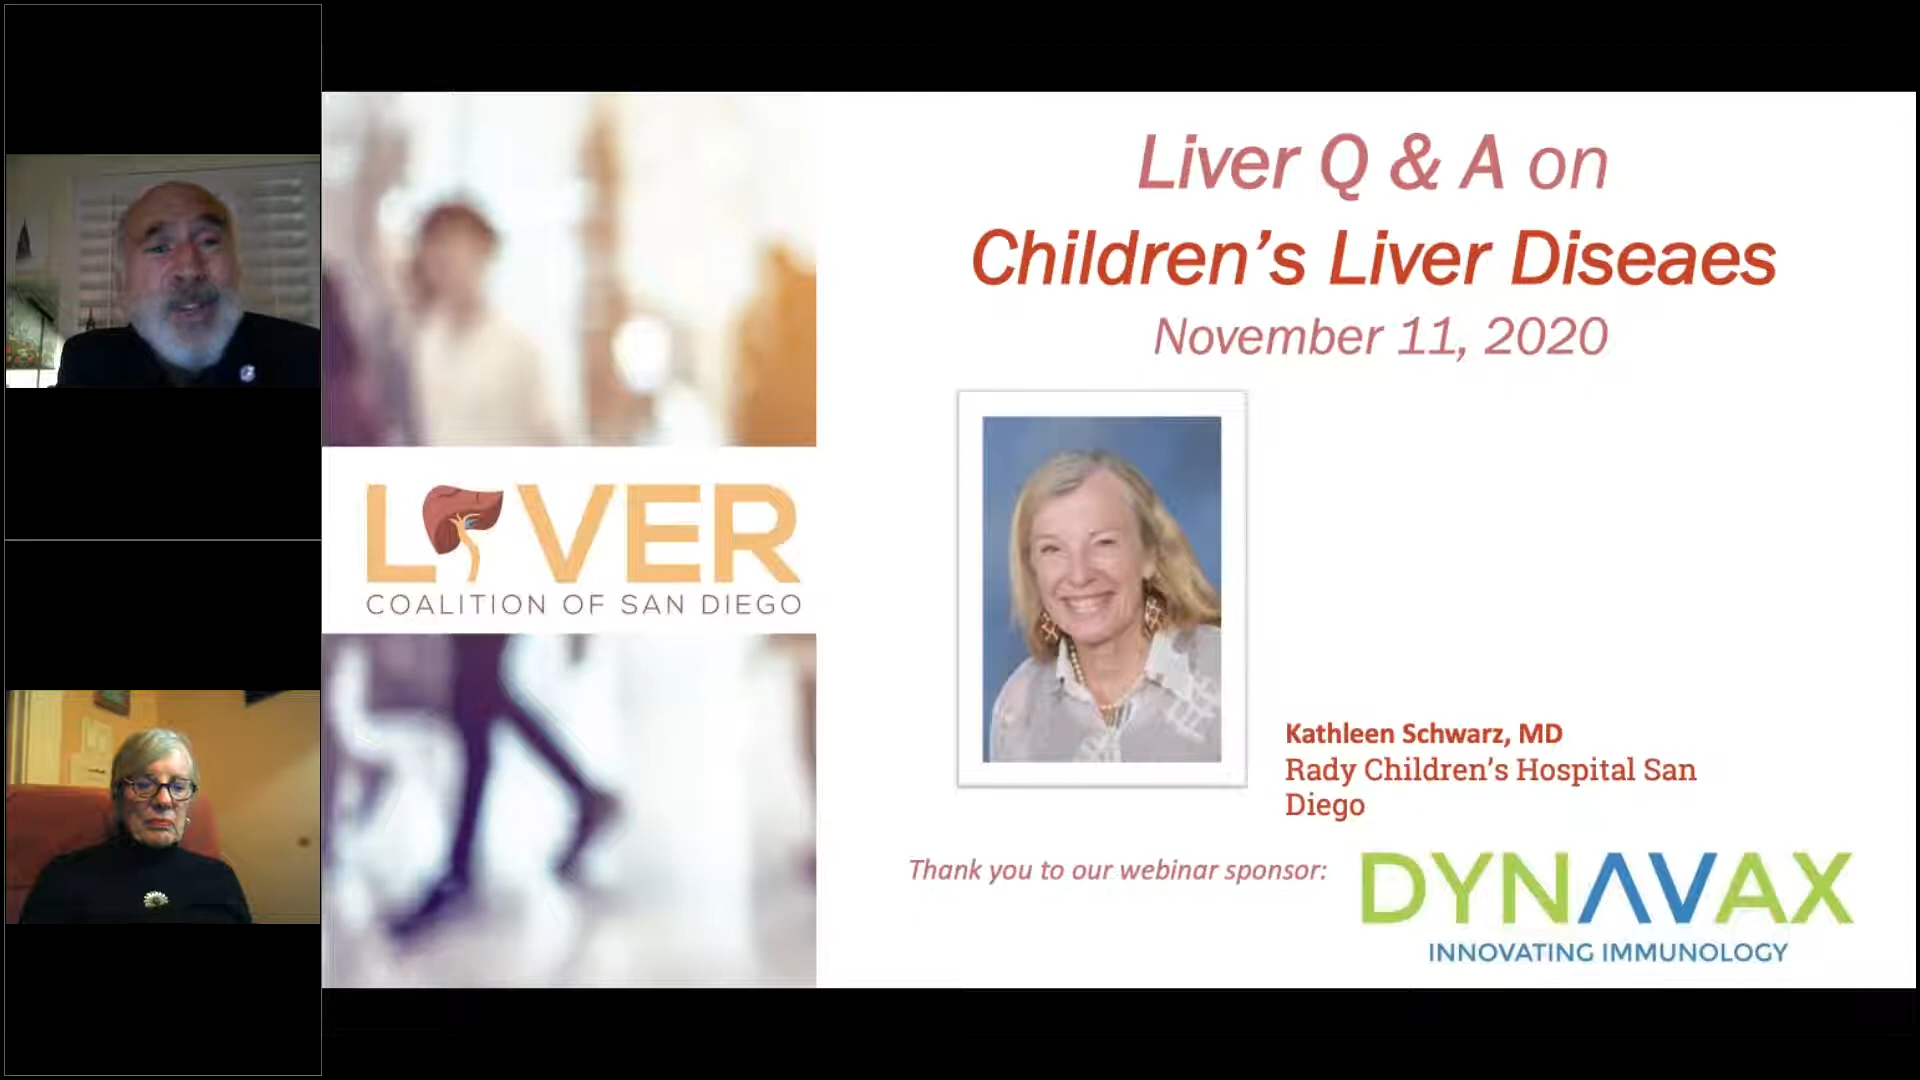 Liver Q & A on
Children's Liver Diseaes
November 11, 2020
LIVER
COALITION OF SAN DIEGO
Kathleen Schwarz, MD
Rady Children's Hospital San
Diego
Thank you to our webinar sponsor:
DYNAVAX
INNOVATING IMMUNOLOGY